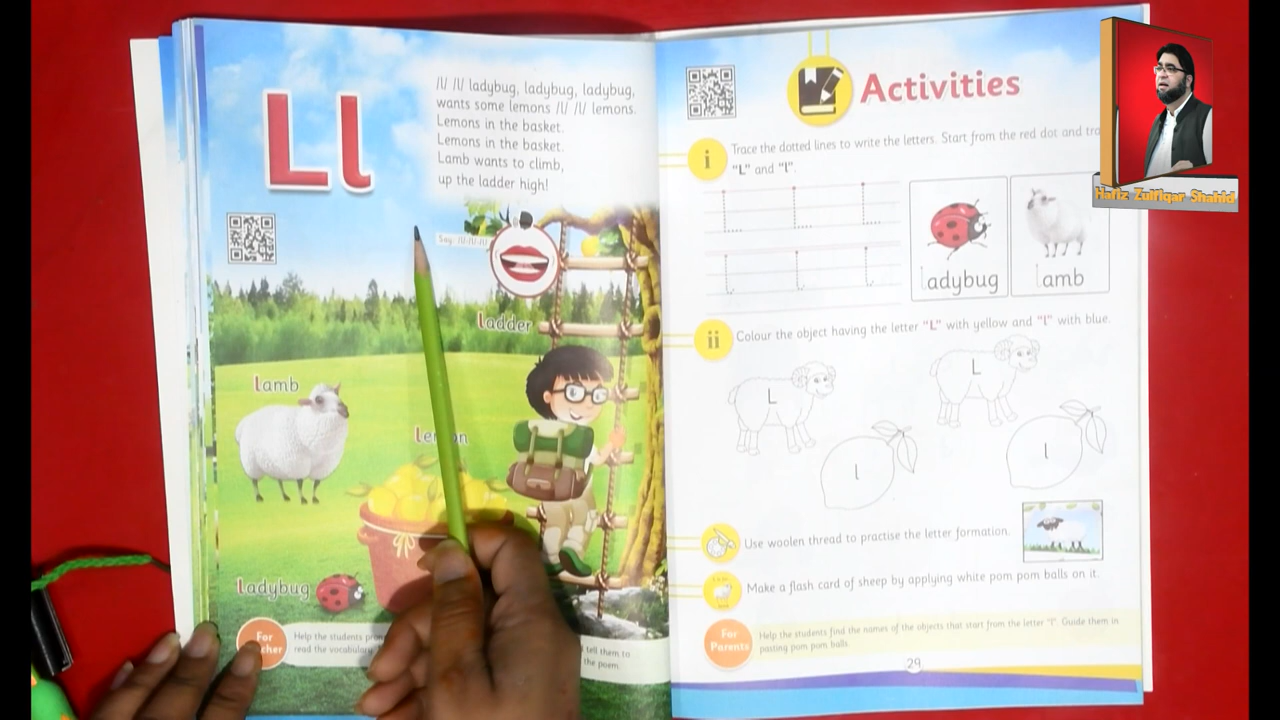 Ll
/l/ /l/ ladybug, ladybug, ladybug,
wants some lemons /l/ /l/ lemons.
Lemons in the basket.
Lemons in the basket.
Lamb wants to climb,
up the ladder high!
Say: /l/-/l/-/l/
ladder
lamb
ladybug
For
Help the students
read the vocabulary
tell them to
the poem.
Activities
i
Trace the dotted lines to write the letters. Start from the red dot and
"L" and "l".
L L L
l l l
ladybug
lamb
ii
Colour the object having the letter "L" with yellow and "l" with blue.
L
L
l
l
Use woolen thread to practise the letter formation.
Make a flash card of sheep by applying white pom pom balls on it.
For
Parents
Help the students find the names of the objects that start from the letter "l". Guide them in
pasting pom pom balls.
29
Hafiz Zulfiqar Shahid